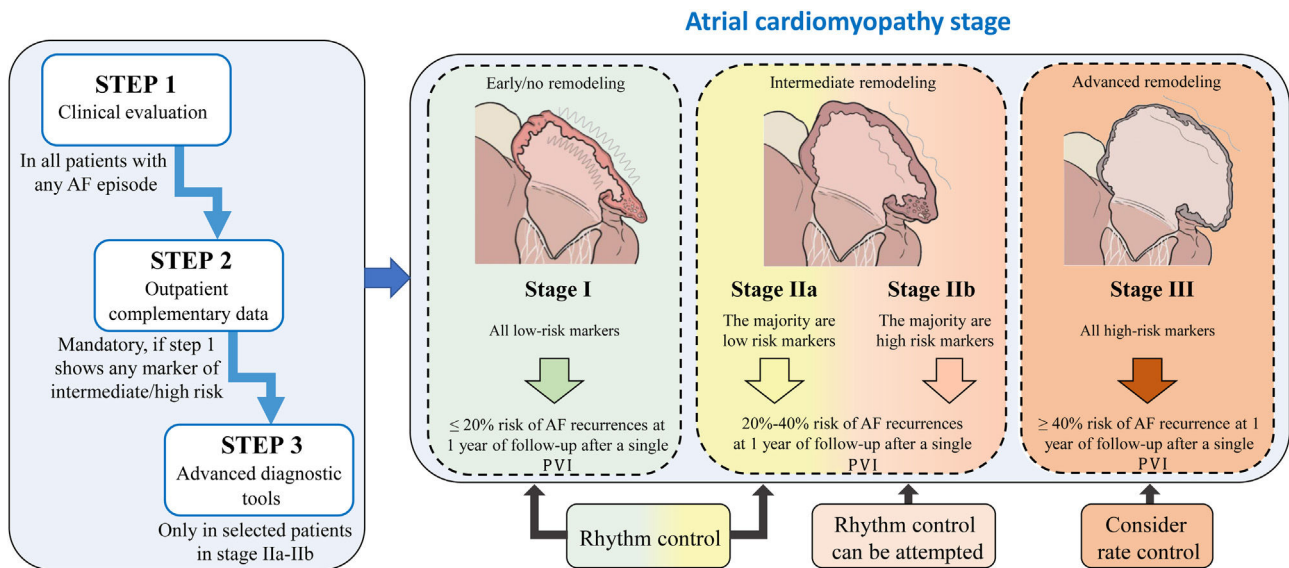 Atrial cardiomyopathy stage
STEP 1
Clinical evaluation
In all patients with
any AF episode
STEP 2
Outpatient
complementary data
Mandatory, if step 1
shows any marker of
intermediate/high risk
STEP 3
Advanced diagnostic
tools
Only in selected patients
in stage IIa-IIb
Early/no remodeling
Stage I
All low-risk markers
≤ 20% risk of AF recurrences at
1 year of follow-up after a single
PVI
Intermediate remodeling
Stage IIa
The majority are
low risk markers
Stage IIb
The majority are
high risk markers
20%-40% risk of AF recurrences
at 1 year of follow-up after a single
PVI
Advanced remodeling
Stage III
All high-risk markers
≥ 40% risk of AF recurrence at 1
year of follow-up after a single
PVI
Rhythm control
Rhythm control
can be attempted
Consider
rate control